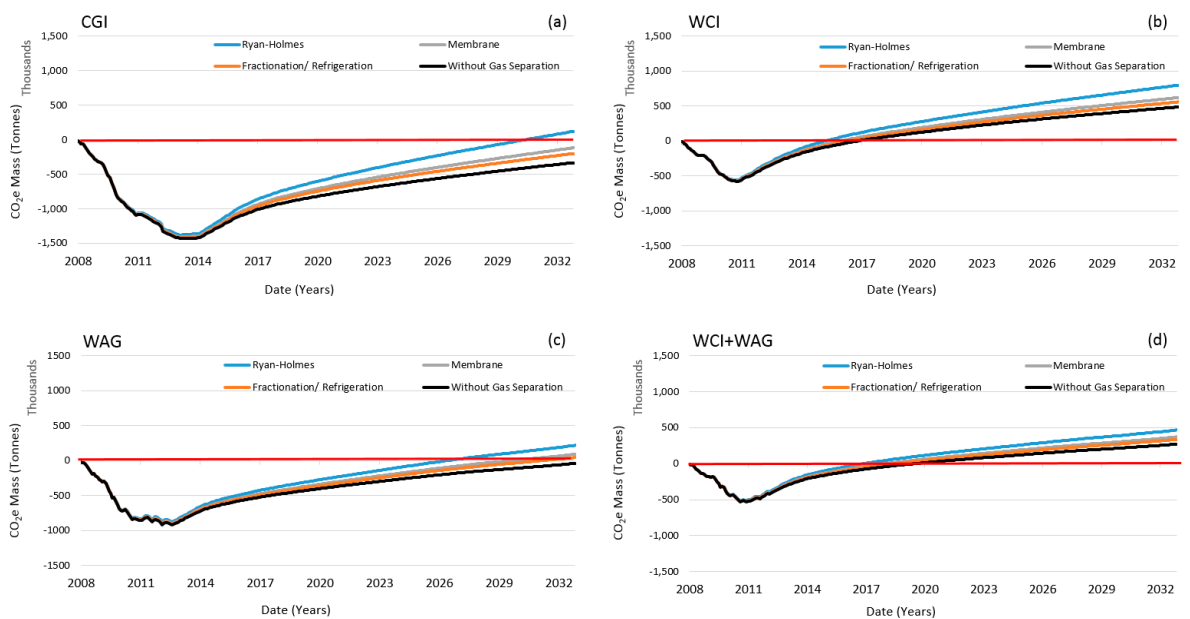 CGI (a)
1,500
1,000
500
0
-500
-1,000
-1,500
Thousands
CO2e Mass (Tonnes)
Ryan-Holmes Membrane
Fractionation/ Refrigeration Without Gas Separation
2008 2011 2014 2017 2020 2023 2026 2029 2032
Date (Years)
WCI (b)
1,500
1,000
500
0
-500
-1,000
-1,500
Thousands
CO2e Mass (Tonnes)
Ryan-Holmes Membrane
Fractionation/ Refrigeration Without Gas Separation
2008 2011 2014 2017 2020 2023 2026 2029 2032
Date (Years)
WAG (c)
1500
1000
500
0
-500
-1000
-1500
Thousands
CO2e Mass (Tonnes)
Ryan-Holmes Membrane
Fractionation/ Refrigeration Without Gas Separation
2008 2011 2014 2017 2020 2023 2026 2029 2032
Date (Years)
WCI+WAG (d)
1,500
1,000
500
0
-500
-1,000
-1,500
Thousands
CO2e Mass (Tonnes)
Ryan-Holmes Membrane
Fractionation/ Refrigeration Without Gas Separation
2008 2011 2014 2017 2020 2023 2026 2029 2032
Date (Years)